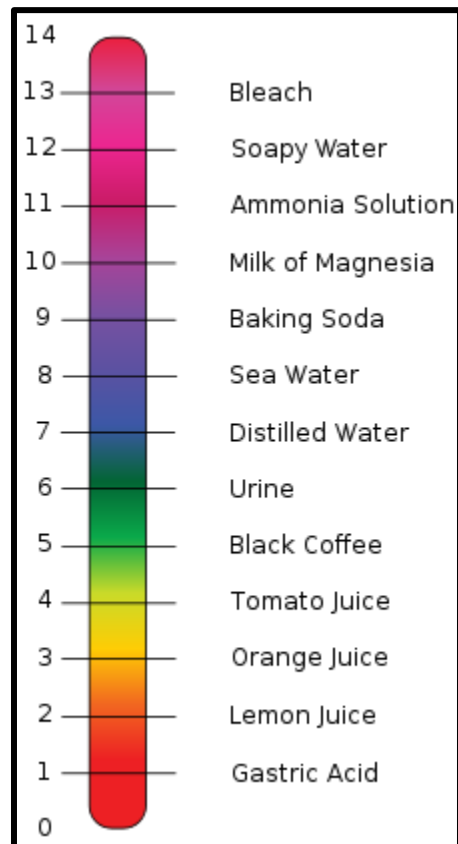 14
13 Bleach
12 Soapy Water
11 Ammonia Solution
10 Milk of Magnesia
9 Baking Soda
8 Sea Water
7 Distilled Water
6 Urine
5 Black Coffee
4 Tomato Juice
3 Orange Juice
2 Lemon Juice
1 Gastric Acid
0